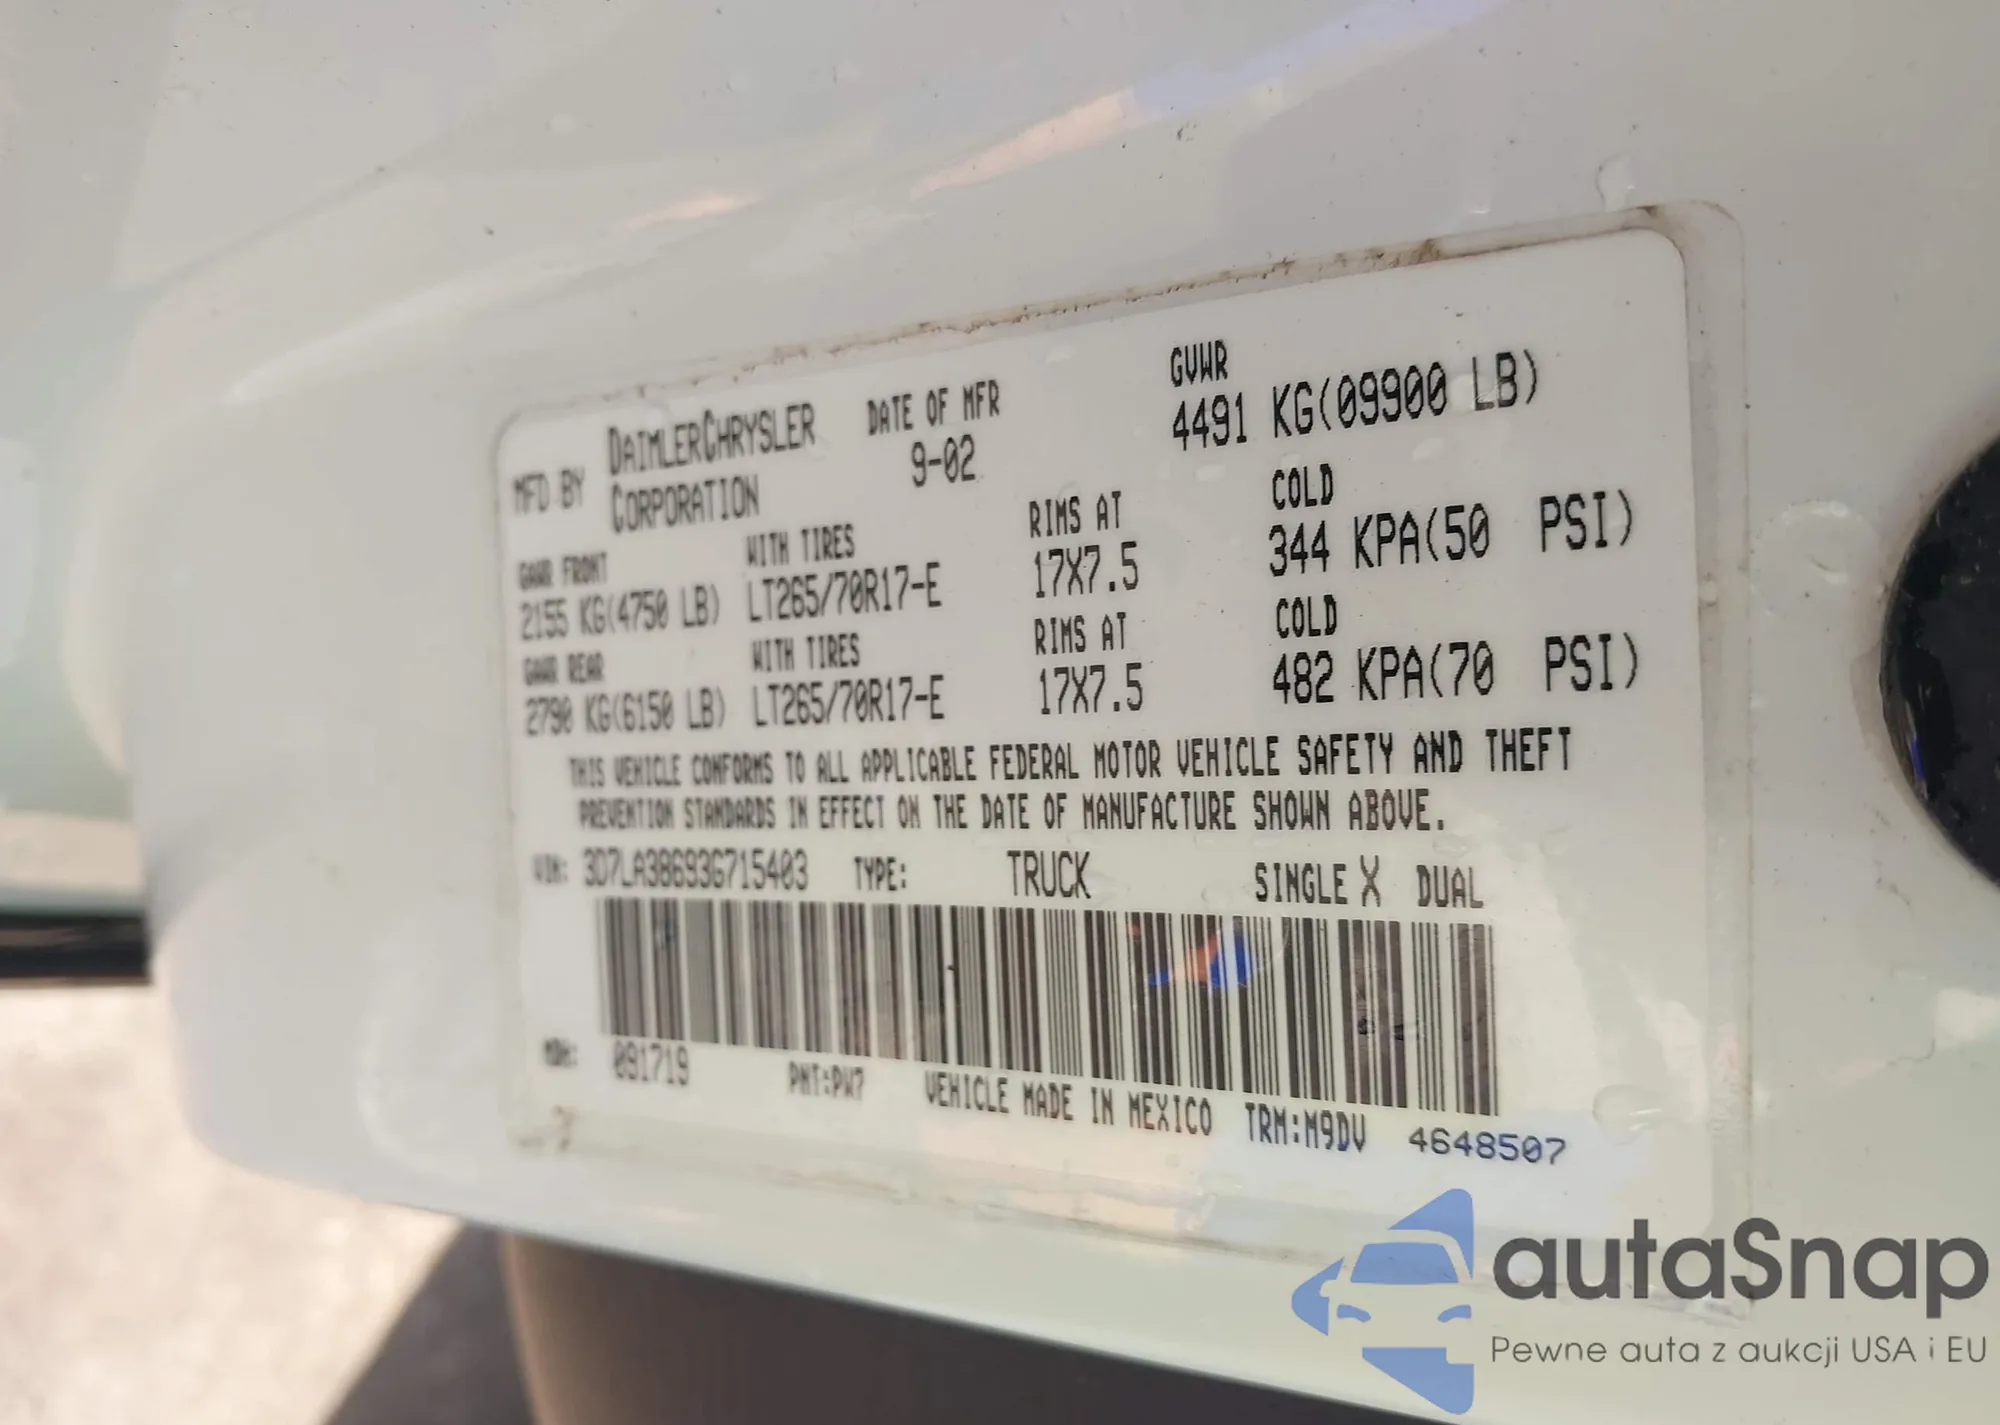 MFD BY DAIMLERCHRYSLER CORPORATION DATE OF MFR 9-02 GVWR 4491 KG(09900 LB)
GAWR FRONT WITH TIRES RIMS AT COLD
2155 KG(4750 LB) LT265/70R17-E 17X7.5 344 KPA(50 PSI)
GAWR REAR WITH TIRES RIMS AT COLD
2790 KG(6150 LB) LT265/70R17-E 17X7.5 482 KPA(70 PSI)
THIS VEHICLE CONFORMS TO ALL APPLICABLE FEDERAL MOTOR VEHICLE SAFETY AND THEFT
PREVENTION STANDARDS IN EFFECT ON THE DATE OF MANUFACTURE SHOWN ABOVE.
VIN: 3D7LA38693G715403 TYPE: TRUCK SINGLE X DUAL
MDH: 091719 PNT:PW7 VEHICLE MADE IN MEXICO TRM:M9DV 4648507
autaSnap
Pewne auta z aukcji USA i EU